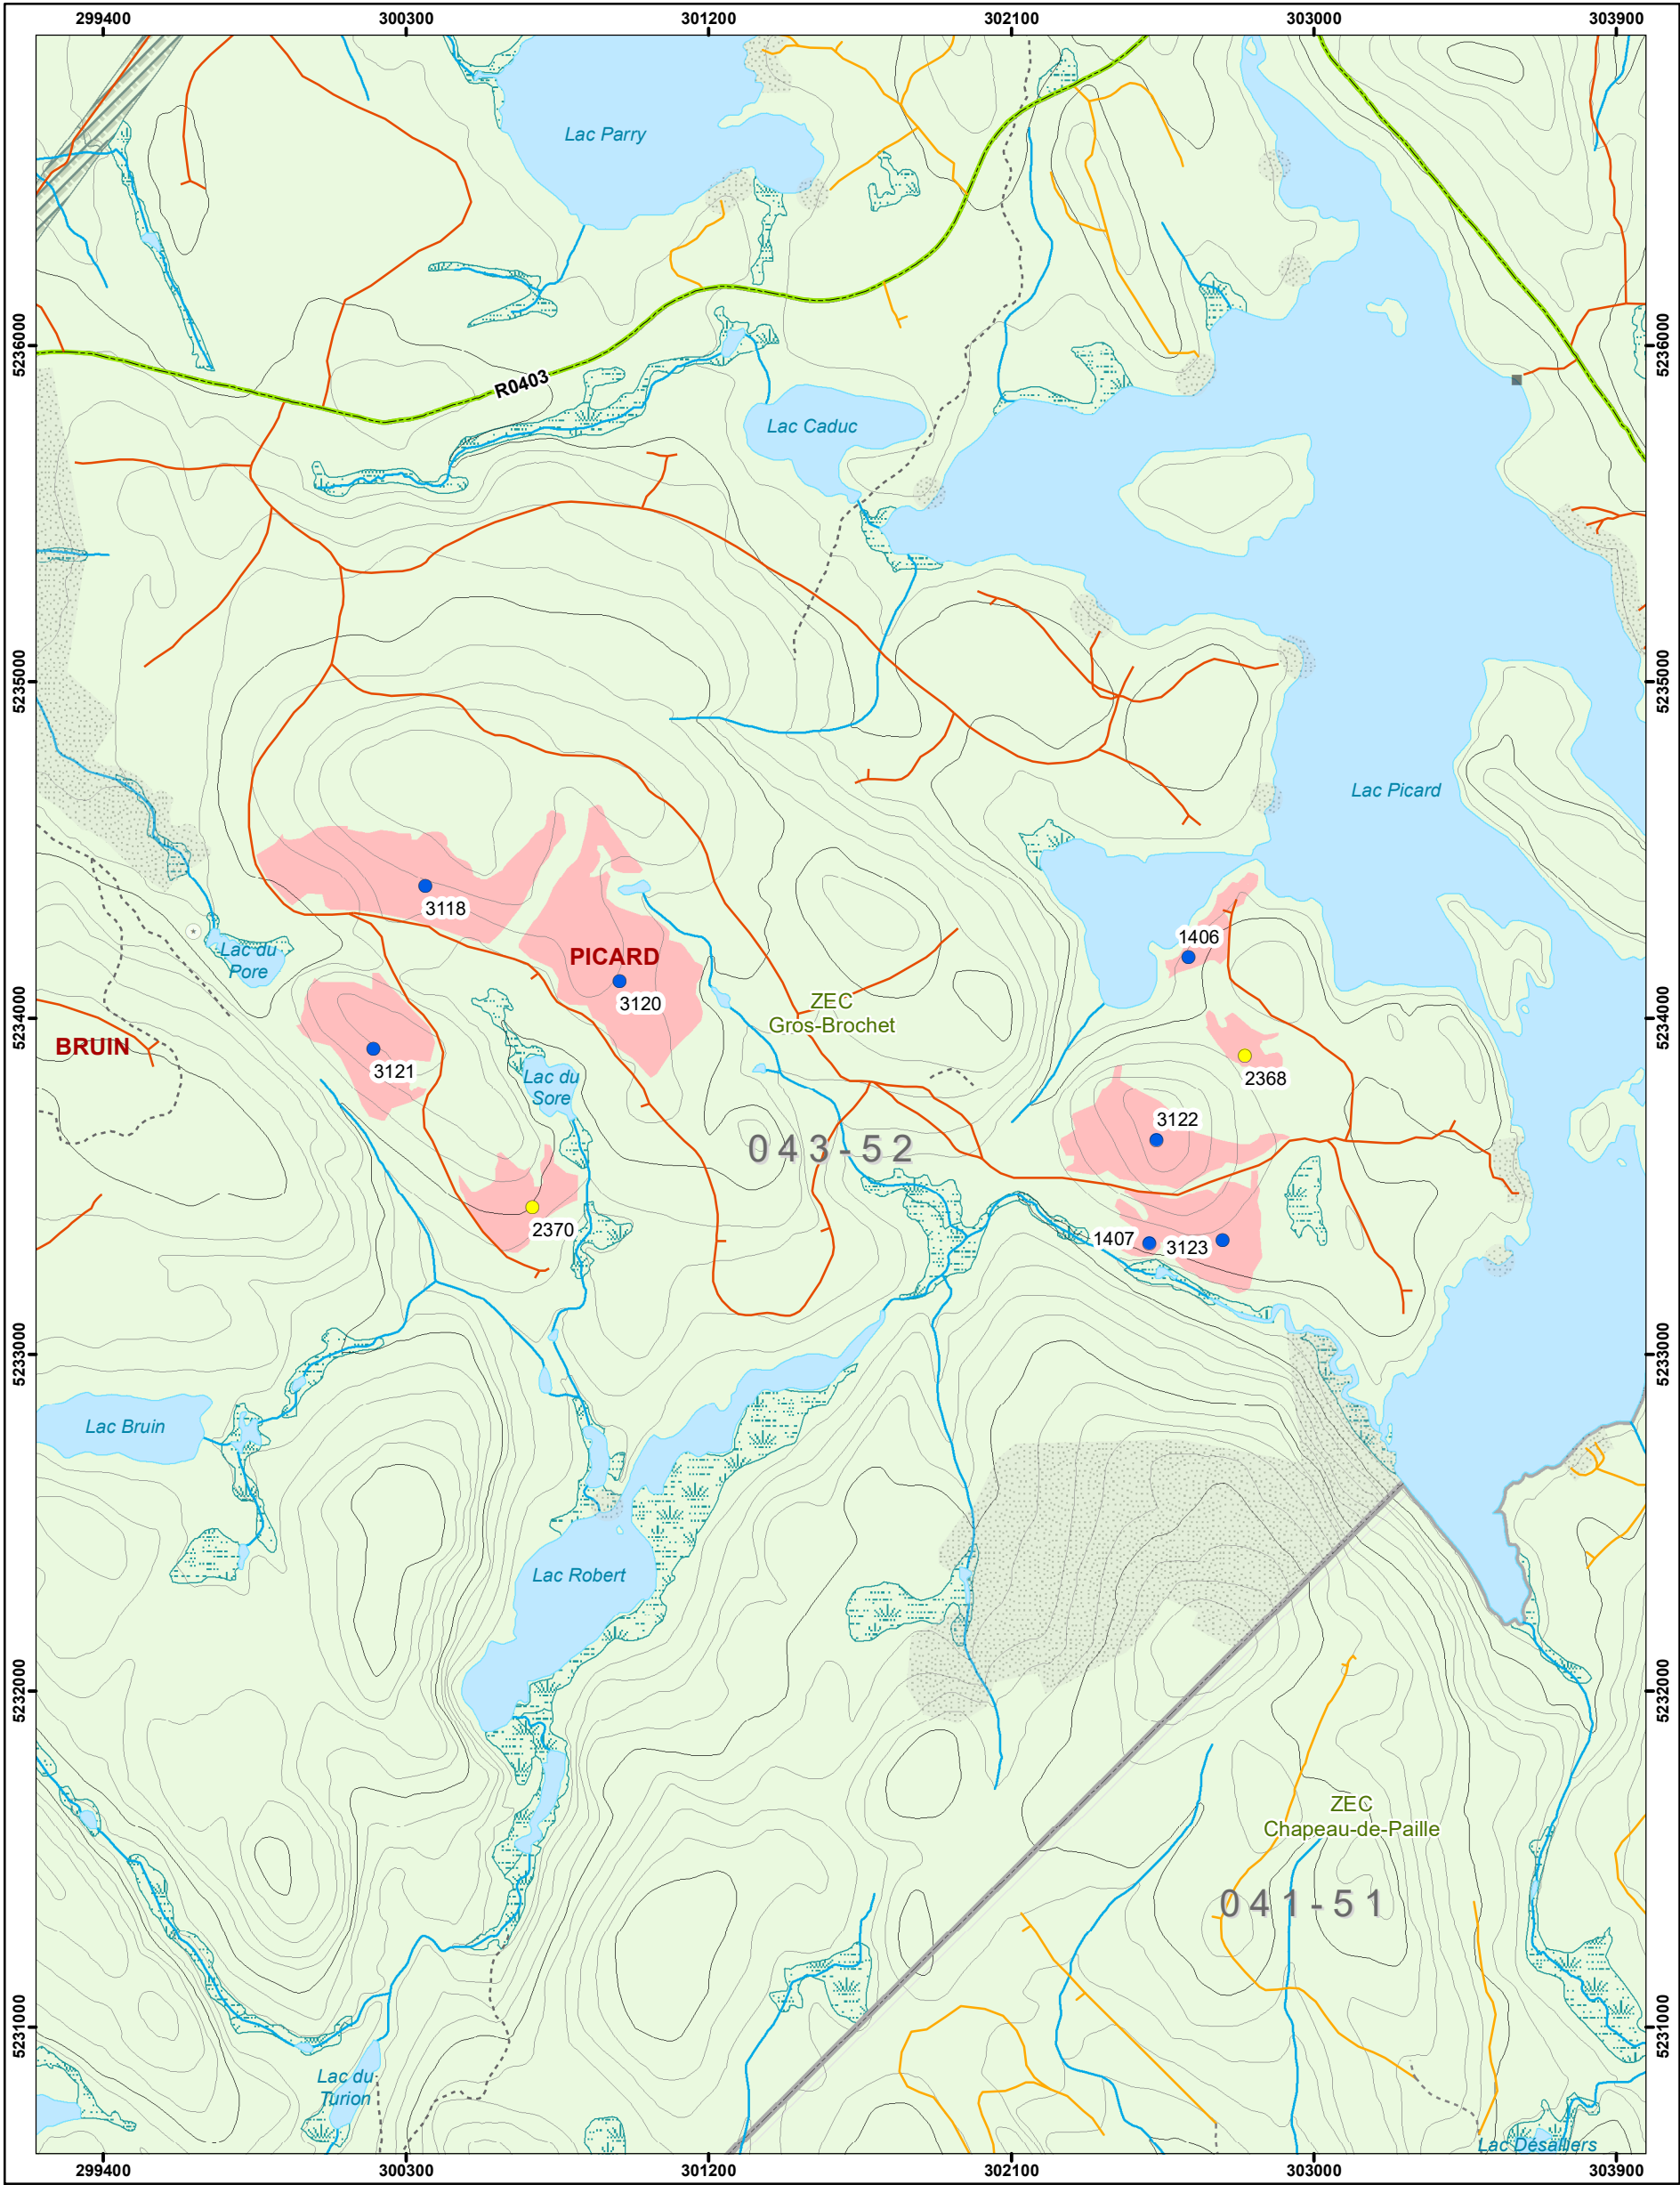 299400 300300 301200 302100 303000 303900
Lac Parry
5236000
5236000
R0403
Lac Caduc
5235000
5235000
Lac Picard
3118
1406
Lac du
Pore
PICARD
3120
ZEC
Gros-Brochet
5234000
5234000
BRUIN
3121
Lac du
Sore
2368
3122
043-52
2370
1407
3123
5233000
5233000
Lac Bruin
Lac Robert
5232000
5232000
ZEC
Chapeau-de-Paille
041-51
5231000
5231000
Lac du
Turion
Lac Désalliers
299400 300300 301200 302100 303000 303900